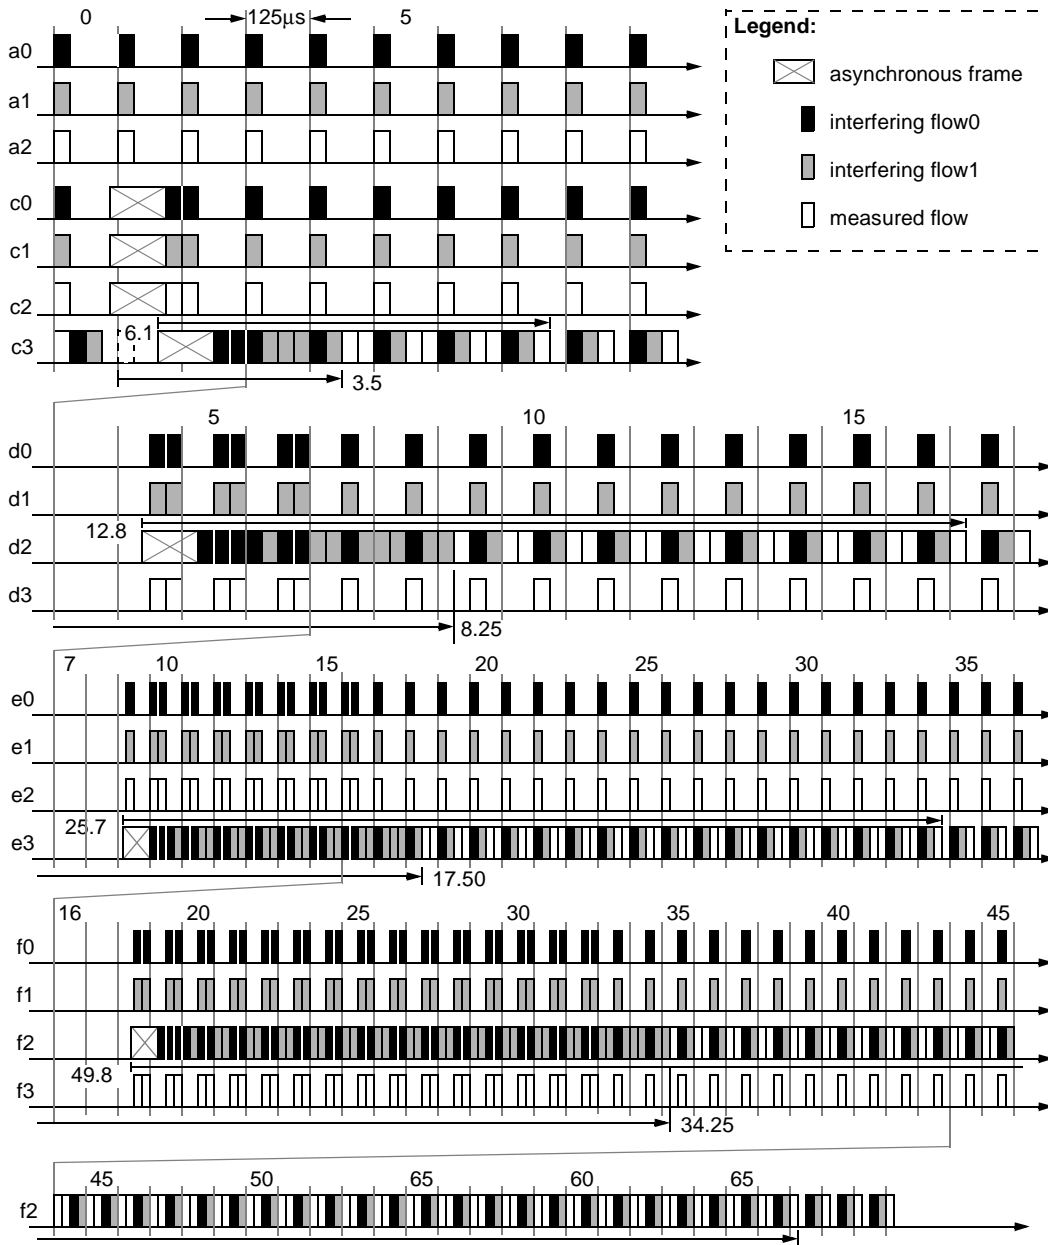 0 125μs 5
Legend:
a0
asynchronous frame
a1
interfering flow0
a2
interfering flow1
c0
measured flow
c1
c2
c3 6.1
3.5
5 10 15
d0
d1
12.8
d2
d3
8.25
7 10 15 20 25 30 35
e0
e1
e2
25.7
e3
17.50
16 20 25 30 35 40 45
f0
f1
f2
49.8
f3
34.25
45 50 65 60 65
f2